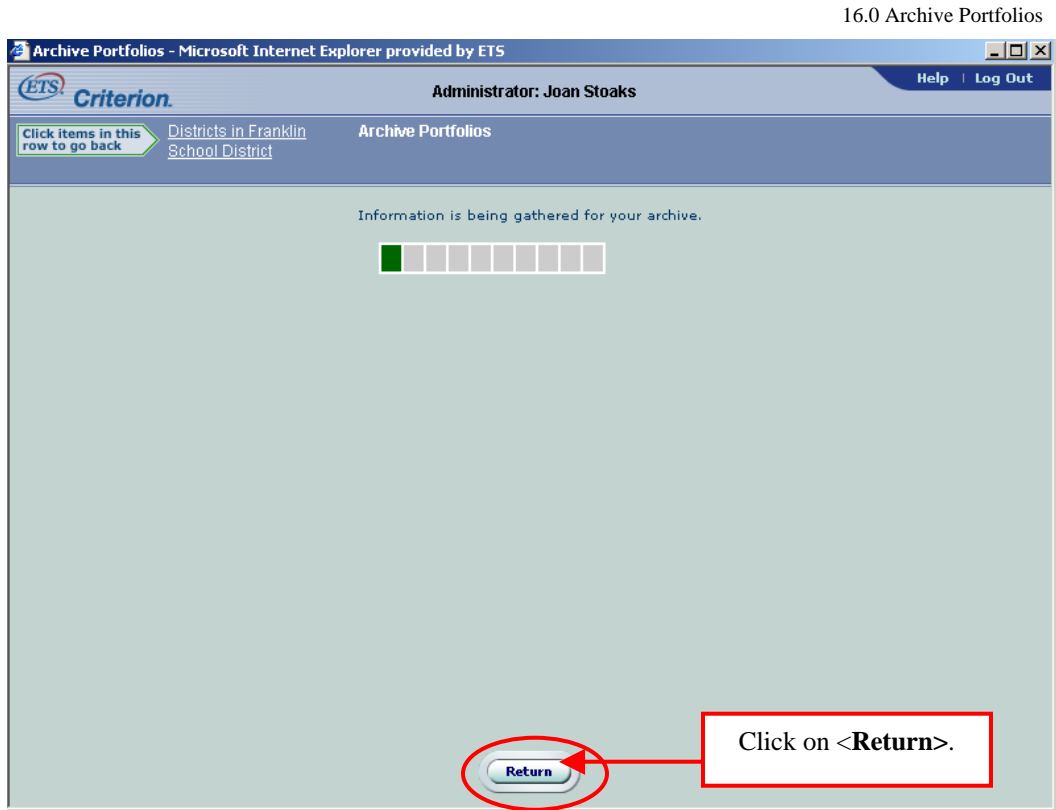 16.0 Archive Portfolios
Archive Portfolios - Microsoft Internet Explorer provided by ETS
ETS Criterion.
Administrator: Joan Stoaks
Help | Log Out
Click items in this
row to go back
Districts in Franklin
School District
Archive Portfolios
Information is being gathered for your archive.
Click on <Return>.
Return